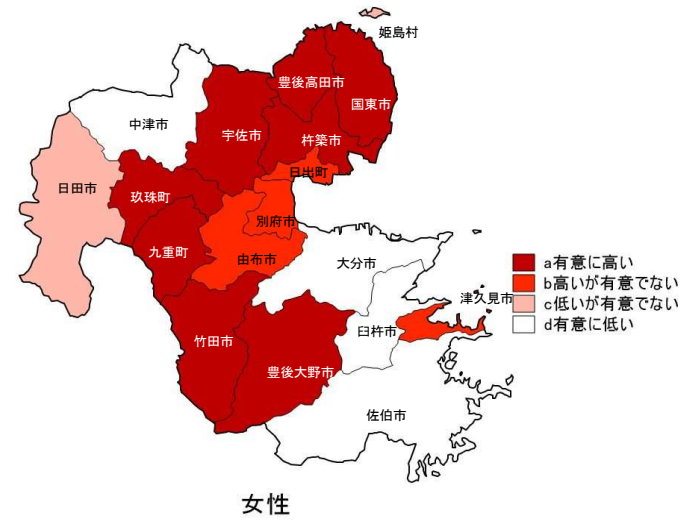 姫島村
豊後高田市
国東市
中津市
宇佐市
杵築市
日出町
日田市
玖珠町
別府市
九重町
由布市
大分市
a有意に高い
b高いが有意でない
c低いが有意でない
d有意に低い
津久見市
臼杵市
竹田市
豊後大野市
佐伯市
女性